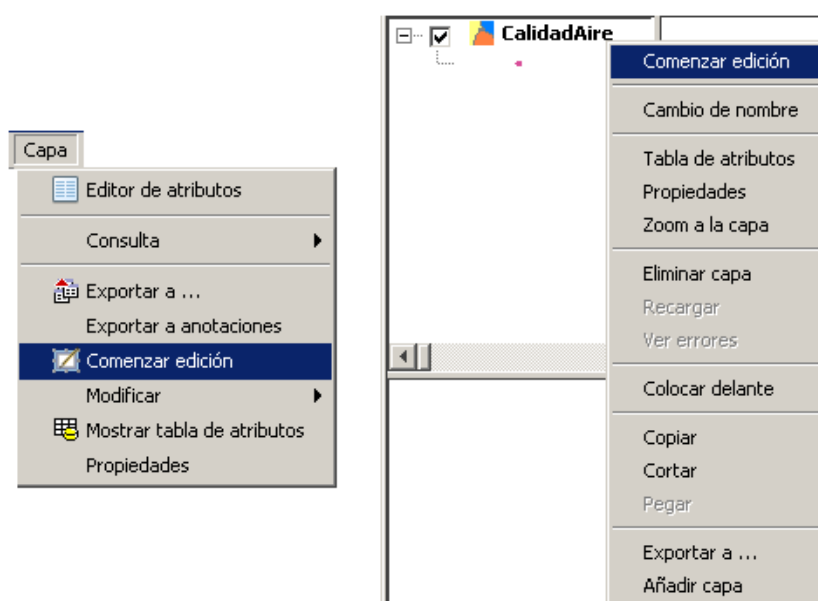 Capa
Editor de atributos
Consulta
Exportar a ...
Exportar a anotaciones
Comenzar edición
Modificar
Mostrar tabla de atributos
Propiedades
CalidadAire
Comenzar edición
Cambio de nombre
Tabla de atributos
Propiedades
Zoom a la capa
Eliminar capa
Recargar
Ver errores
Colocar delante
Copiar
Cortar
Pegar
Exportar a ...
Añadir capa